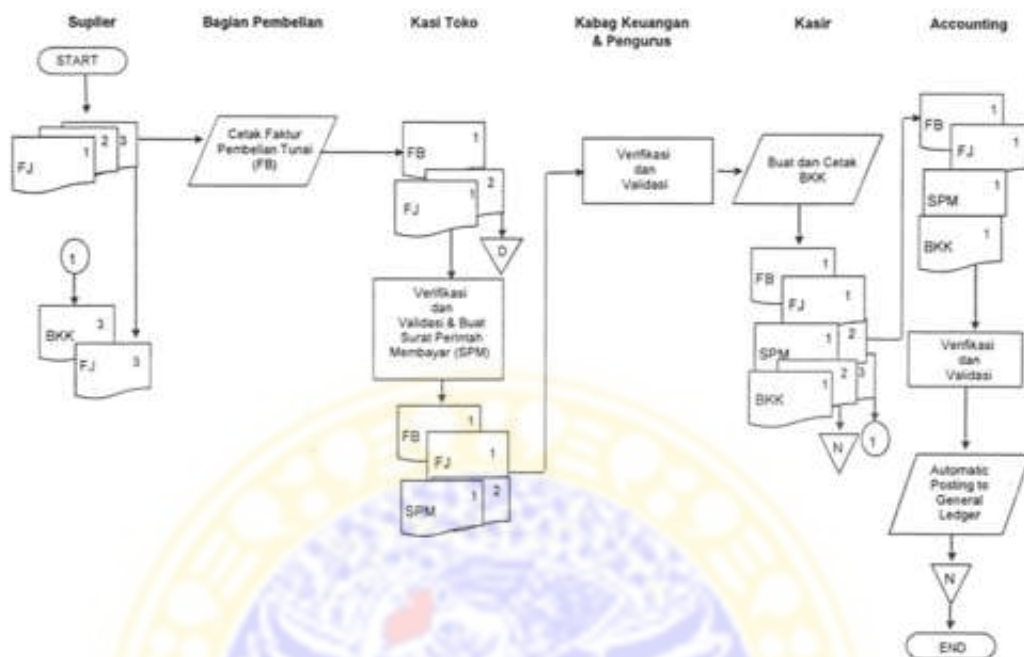 Suplier
Bagian Pembelian
Kasi Toko
Kabag Keuangan
& Pengurus
Kasir
Accounting
START
1
2
3
FJ
1
BKK
3
FJ
3
Cetak Faktur
Pembelian Tunai
(FB)
FB
1
2
FJ
1
D
Verifikasi
dan
Validasi & Buat
Surat Perintah
Membayar (SPM)
FB
1
FJ
1
SPM
1
2
Verifikasi
dan
Validasi
Buat dan Cetak
BKK
FB
1
FJ
1
SPM
1
2
BKK
1
2
3
N
1
FB
1
FJ
1
SPM
1
BKK
1
Verifikasi
dan
Validasi
Automatic
Posting to
General
Ledger
N
END